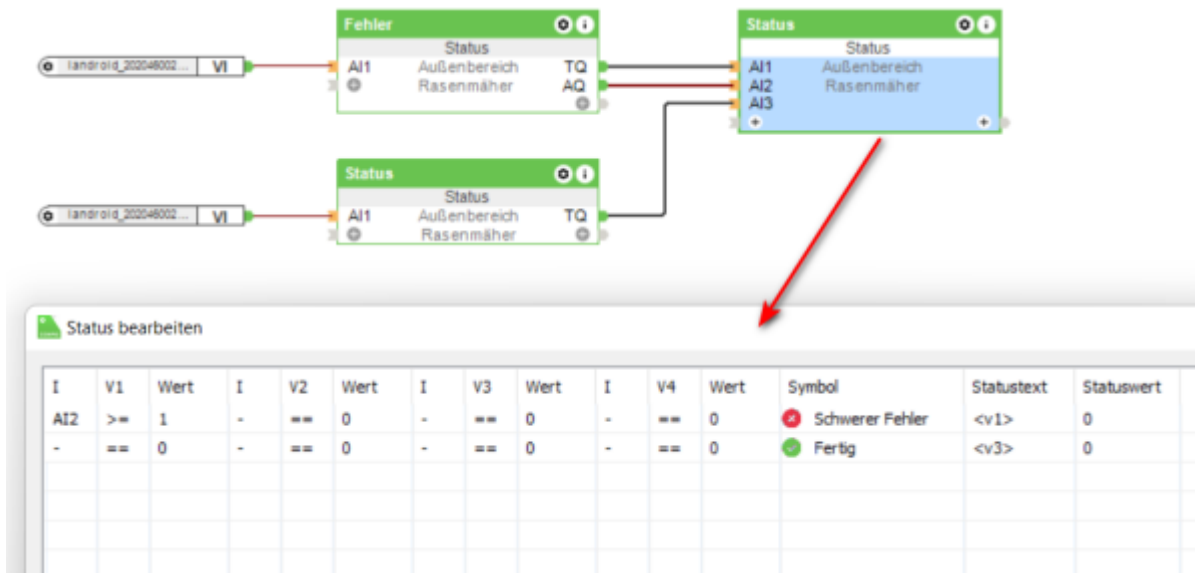 Fehler
Status
landroid_202046002... VI
AI1 Außenbereich TQ
Rasenmäher AQ
Status
Status
AI1 Außenbereich
AI2 Rasenmäher
AI3
Status
Status
landroid_202046002... VI
AI1 Außenbereich TQ
Rasenmäher
Status bearbeiten
I V1 Wert I V2 Wert I V3 Wert I V4 Wert Symbol Statustext Statuswert
AI2 >= 1 - == 0 - == 0 - == 0 Schwerer Fehler <v1> 0
- == 0 - == 0 - == 0 - == 0 Fertig <v3> 0